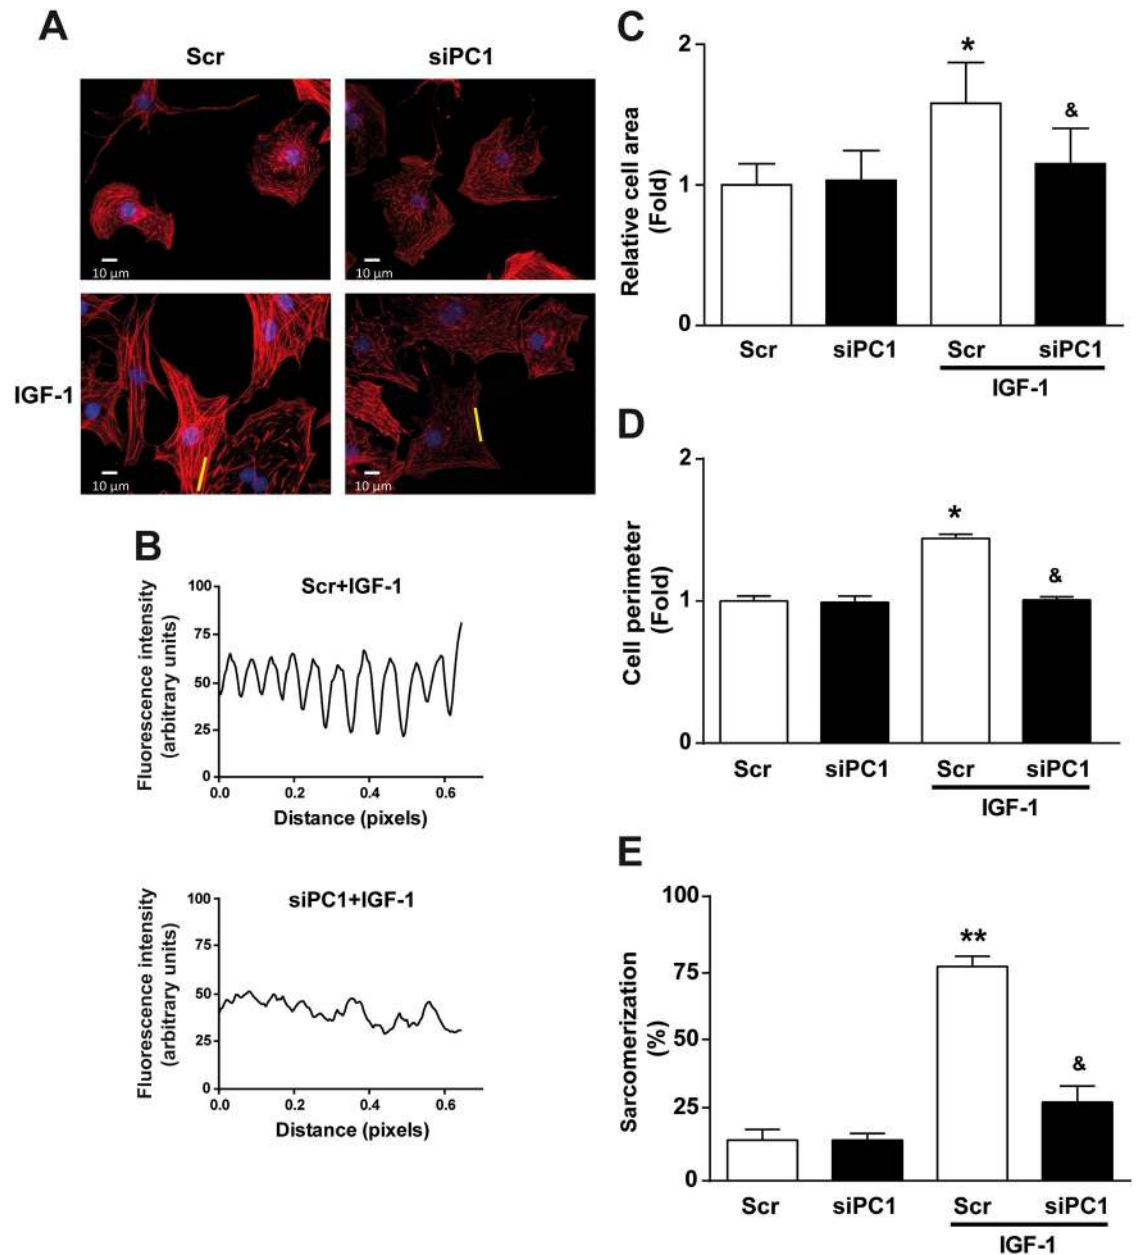 A
Scr
siPC1
10 µm
10 µm
IGF-1
10 µm
10 µm
B
Scr+IGF-1
Fluorescence intensity
(arbitrary units)
100
75
50
25
0
0.0
0.2
0.4
0.6
Distance (pixels)
siPC1+IGF-1
Fluorescence intensity
(arbitrary units)
100
75
50
25
0
0.0
0.2
0.4
0.6
Distance (pixels)
C
Relative cell area
(Fold)
2
1
0
*
&
Scr
siPC1
Scr
siPC1
IGF-1
D
Cell perimeter
(Fold)
2
1
0
*
&
Scr
siPC1
Scr
siPC1
IGF-1
E
Sarcomerization
(%)
100
75
50
25
0
**
&
Scr
siPC1
Scr
siPC1
IGF-1